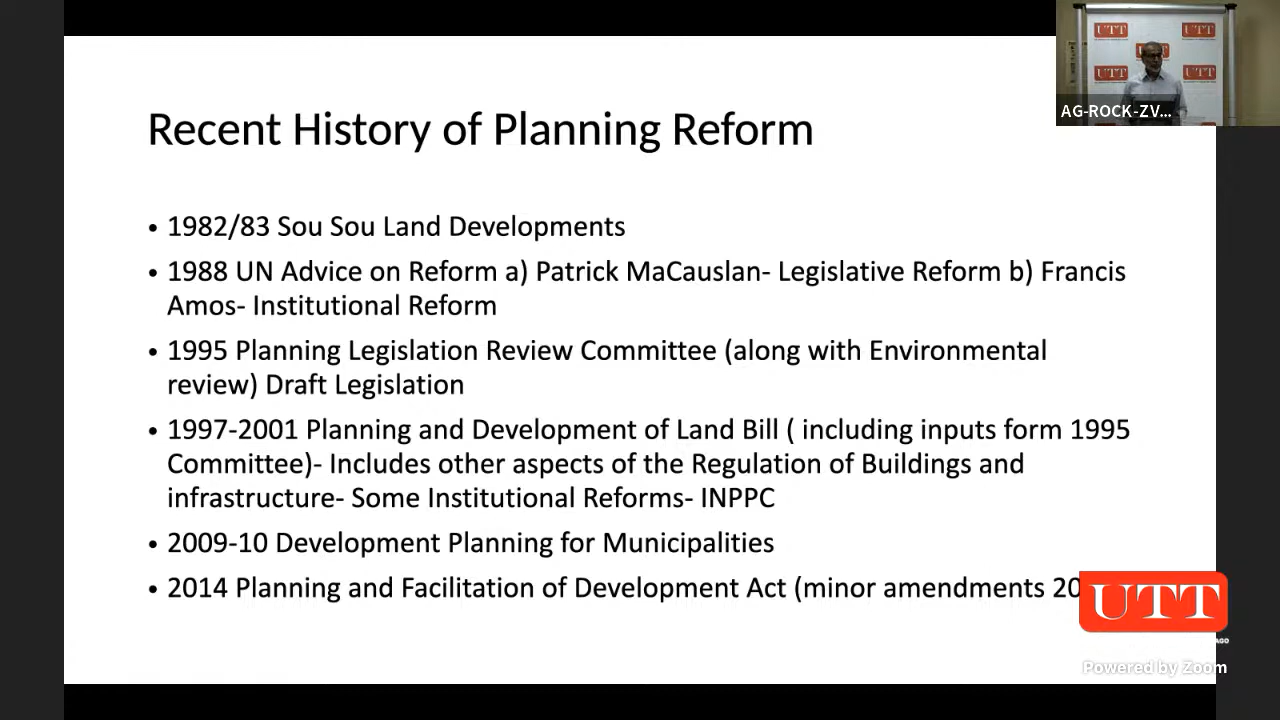 UTT
UTT
UTT
UTT
UTT
AG-ROCK-ZV...
Recent History of Planning Reform
• 1982/83 Sou Sou Land Developments
• 1988 UN Advice on Reform a) Patrick MaCauslan- Legislative Reform b) Francis
Amos- Institutional Reform
• 1995 Planning Legislation Review Committee (along with Environmental
review) Draft Legislation
• 1997-2001 Planning and Development of Land Bill ( including inputs form 1995
Committee)- Includes other aspects of the Regulation of Buildings and
infrastructure- Some Institutional Reforms- INPPC
• 2009-10 Development Planning for Municipalities
• 2014 Planning and Facilitation of Development Act (minor amendments 20
UTT
Powered by Zoom